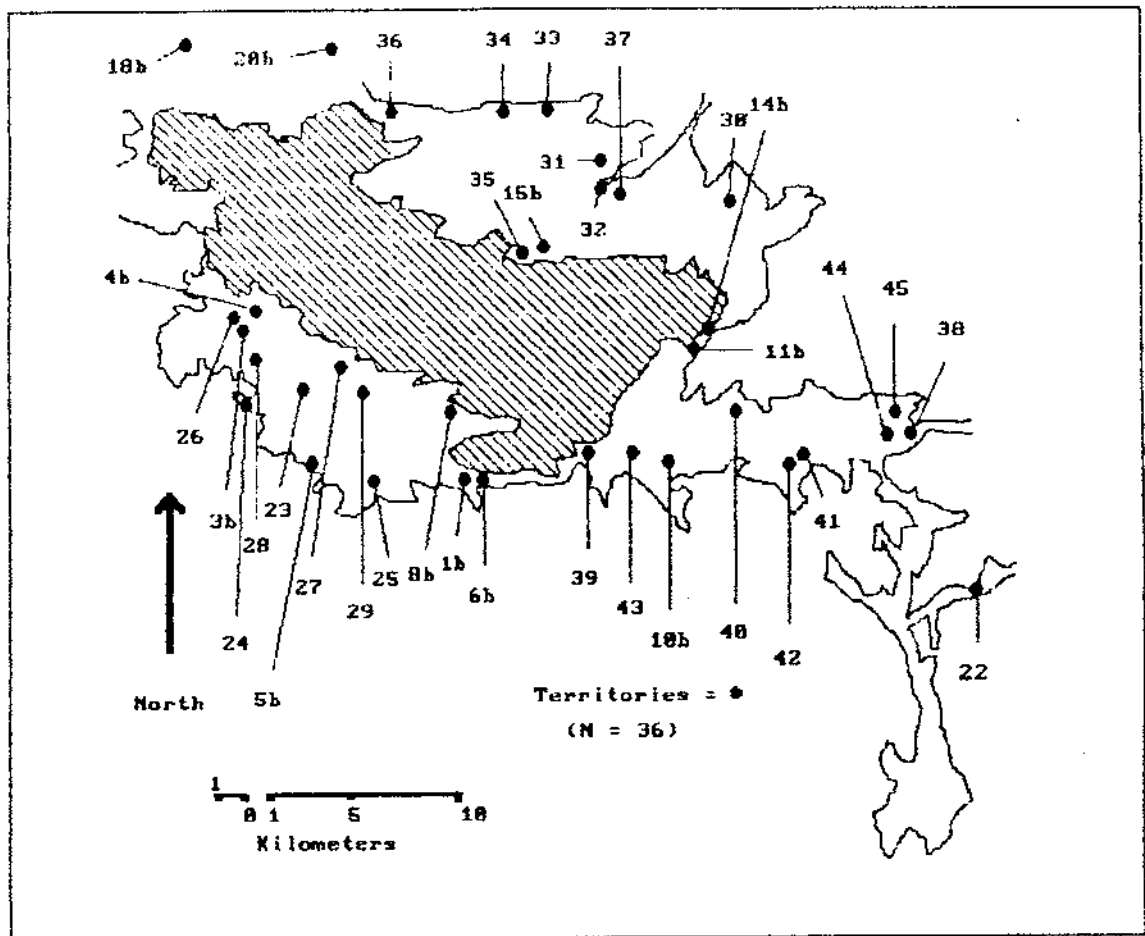 36 34 33 37
18b 20b 14b
30
31
35 15b
32
4b 44 45
38
11b
26
3b 23 41
28 1b
27 25 8b 39
29 6b 43
24 10b 40
42
22
North 5b Territories = ●
(N = 36)
1
0 1 5 10
Kilometers